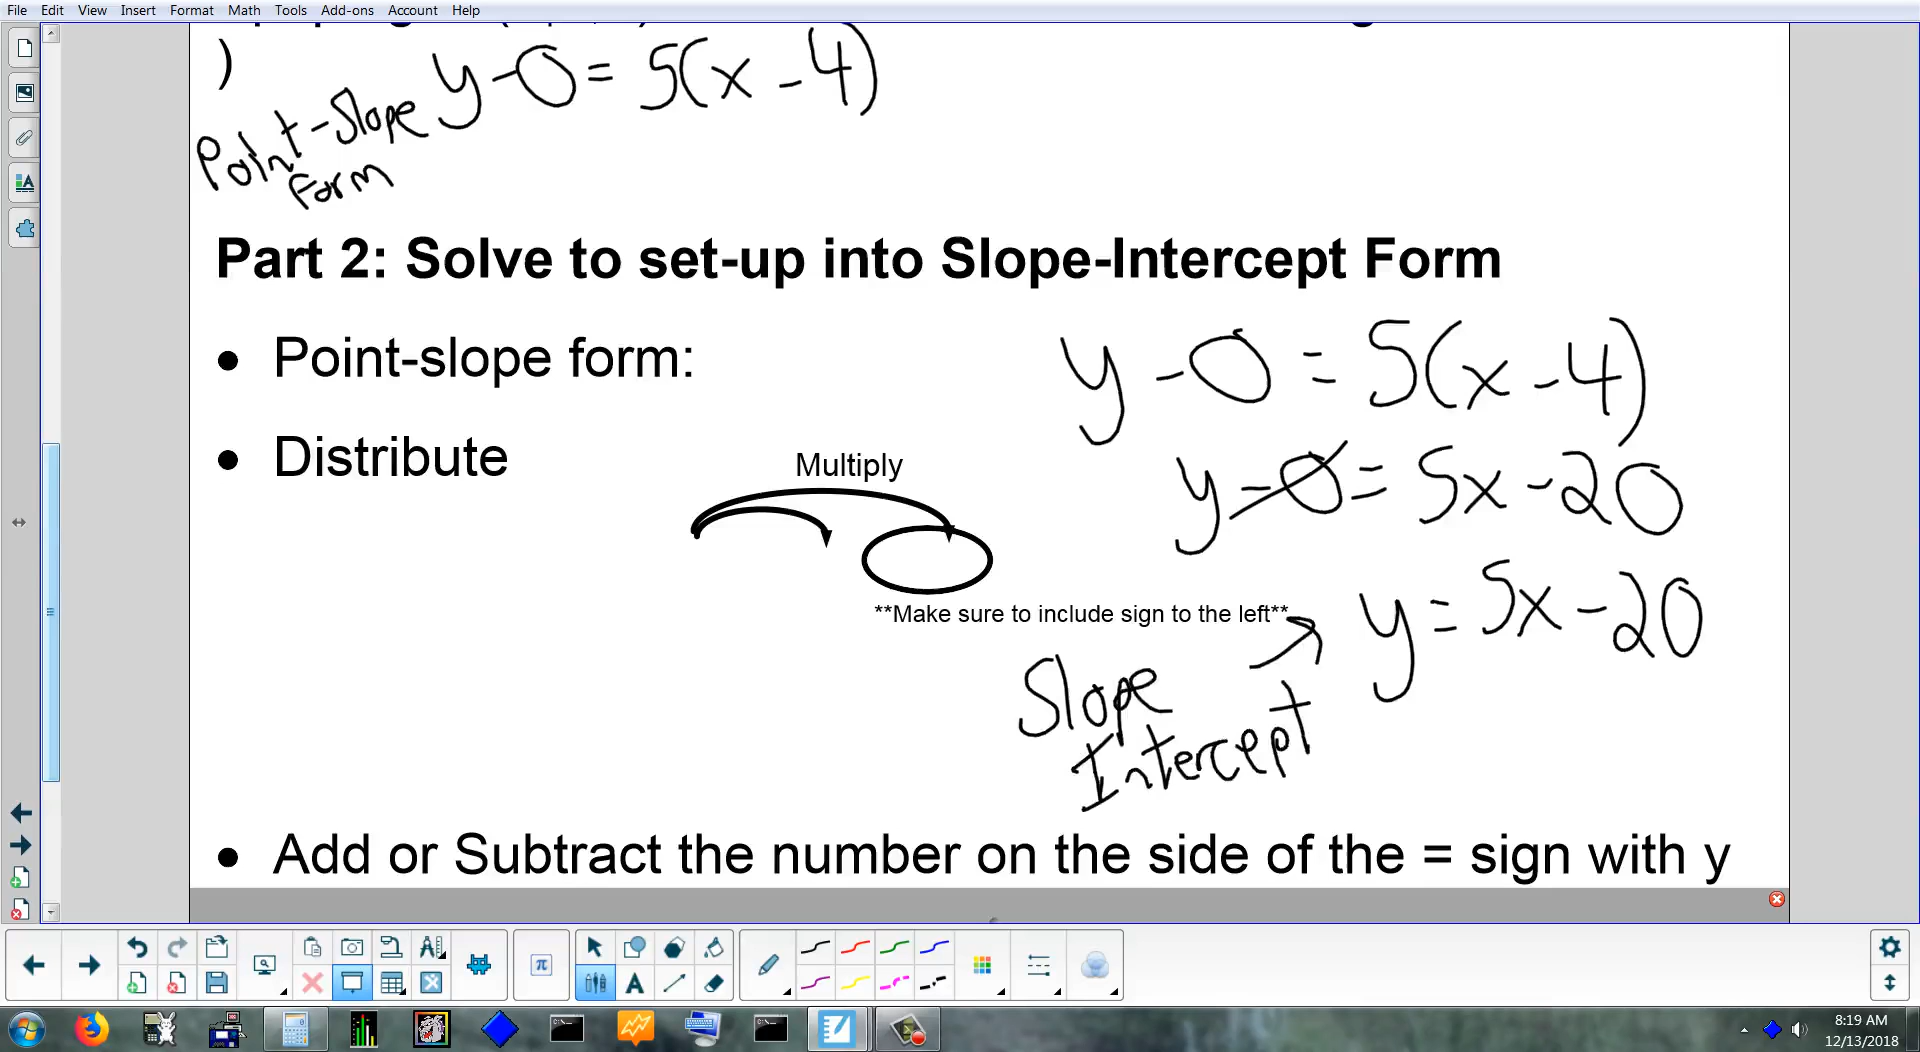 File Edit View Insert Format Math Tools Add-ons Account Help
)
y-0=5(x-4)
Point-Slope
Form
Part 2: Solve to set-up into Slope-Intercept Form
• Point-slope form:
y-0=5(x-4)
• Distribute
Multiply
y-0=5x-20
**Make sure to include sign to the left**
y=5x-20
Slope
Intercept
• Add or Subtract the number on the side of the = sign with y
π
A
8:19 AM
12/13/2018